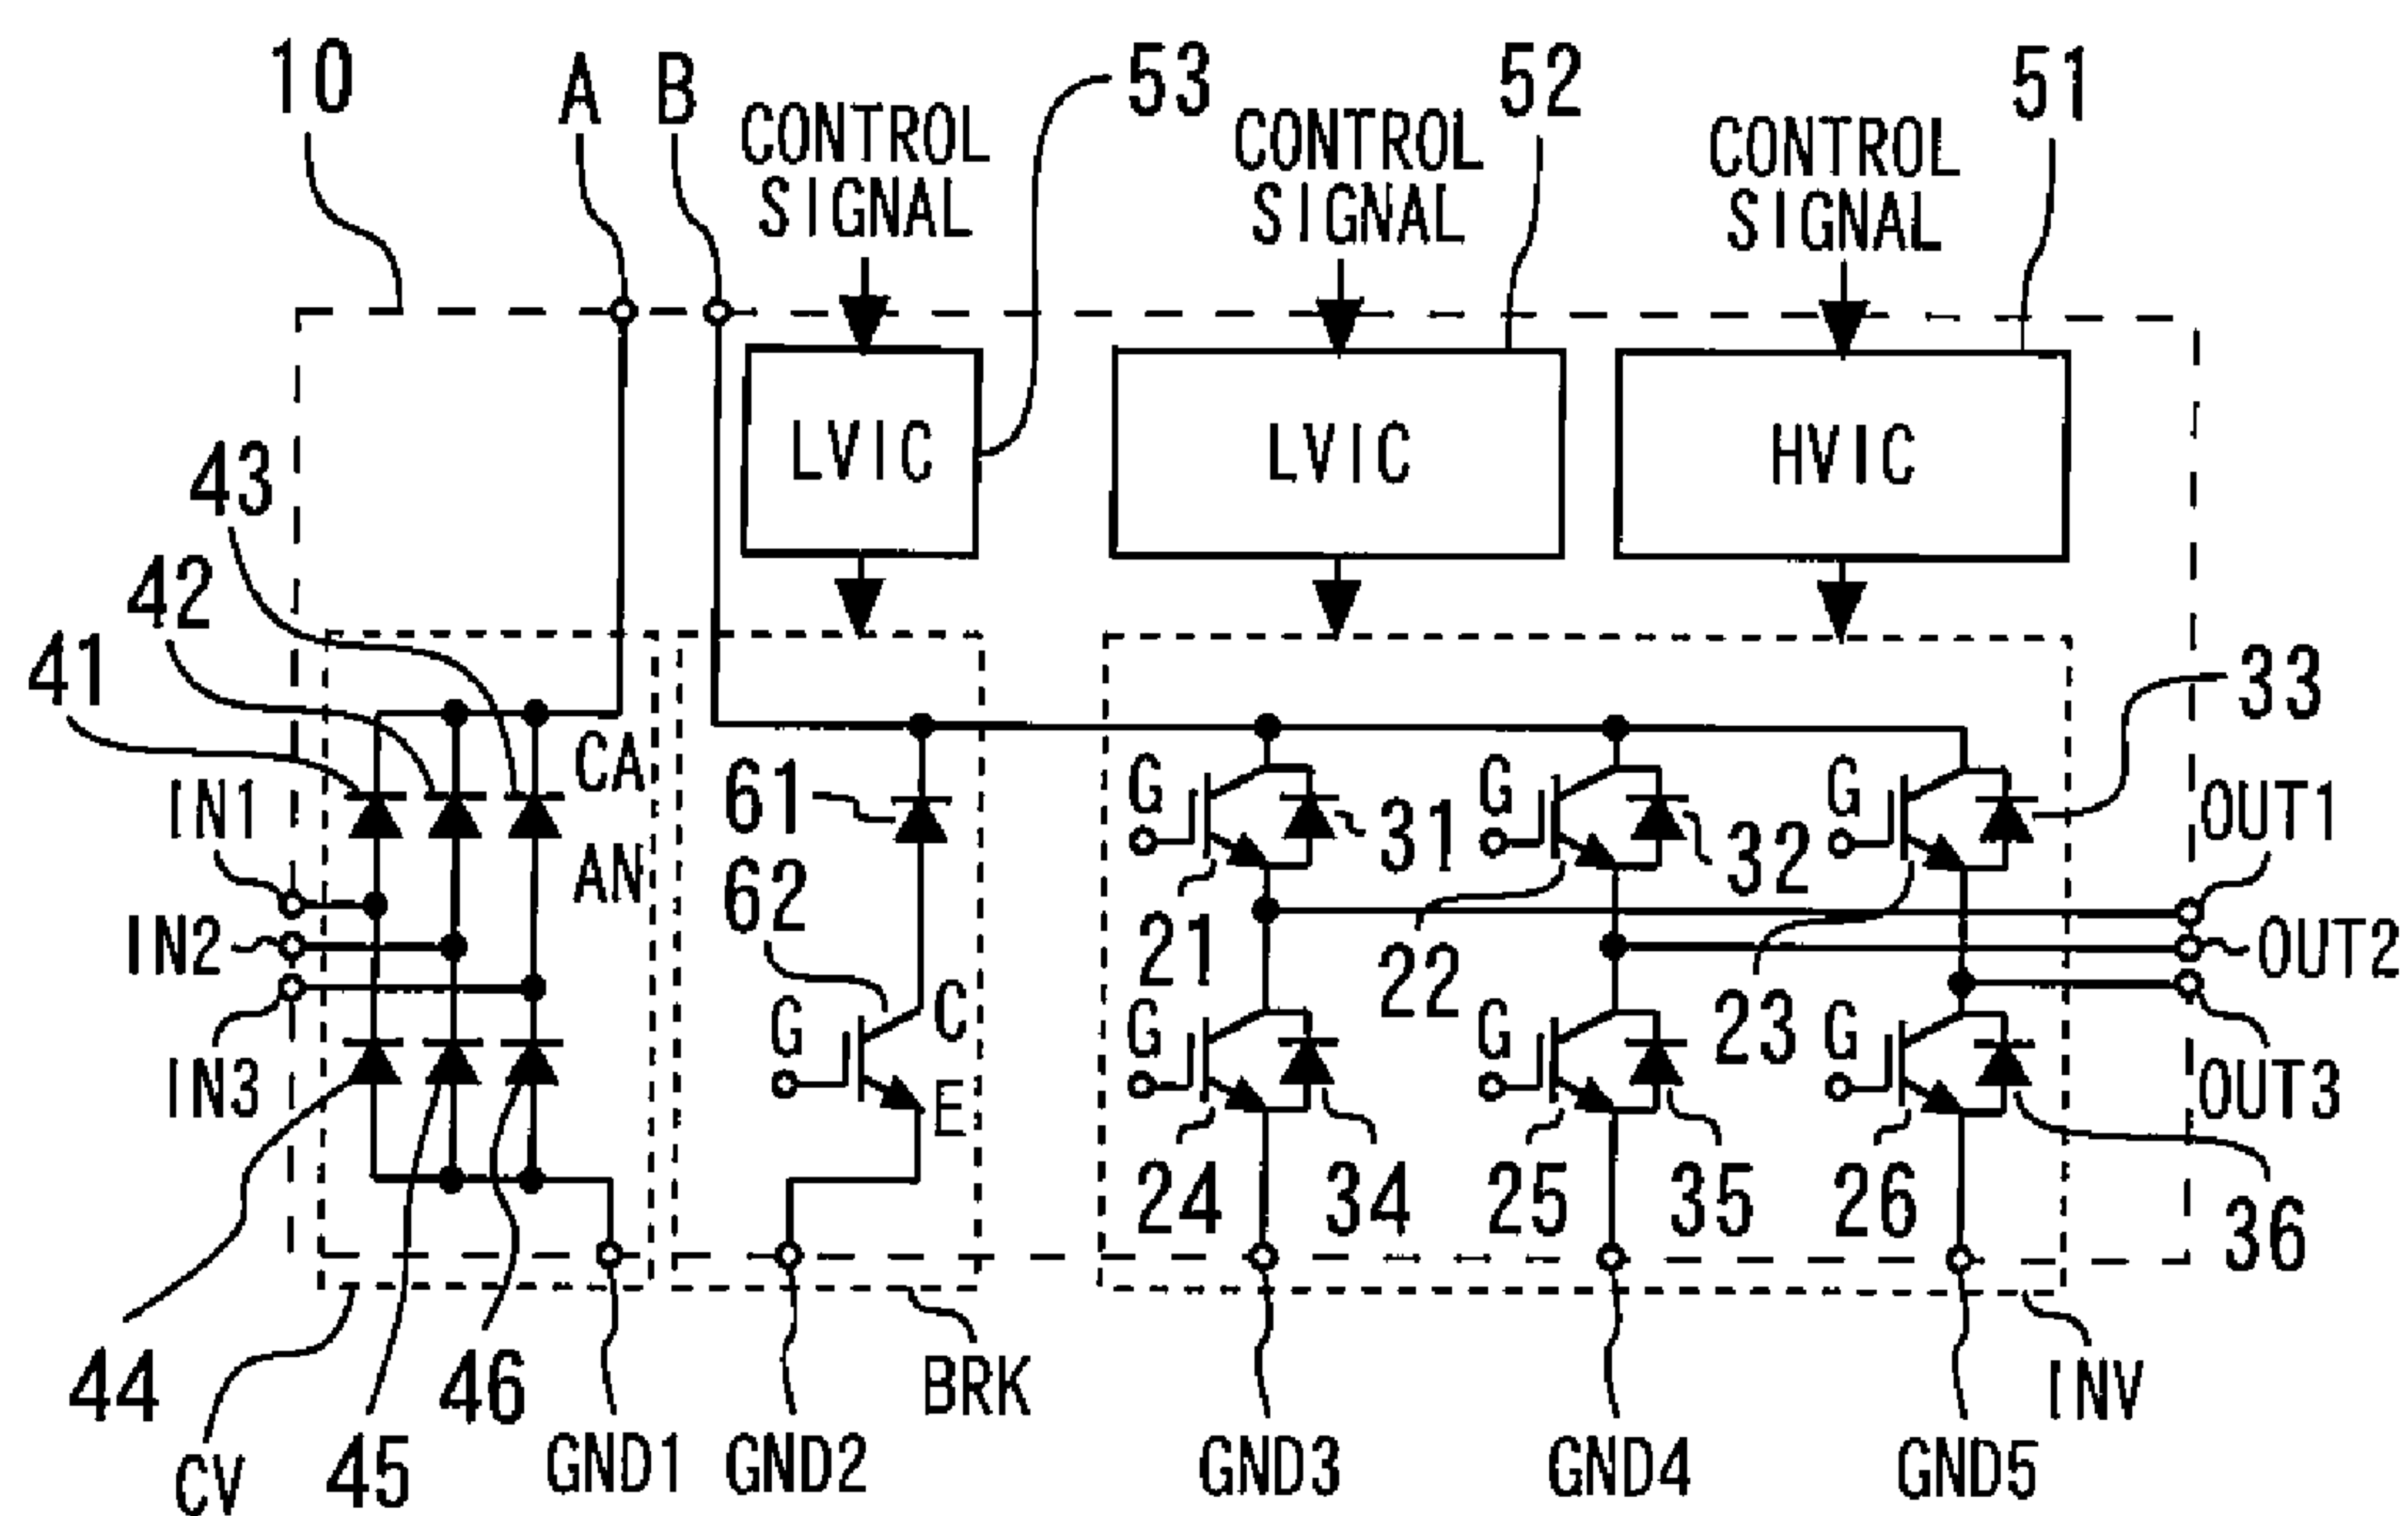 10
A
B
CONTROL
SIGNAL
53
CONTROL
SIGNAL
52
CONTROL
SIGNAL
51
LVIC
LVIC
HVIC
43
42
41
33
CA
AN
IN1
IN2
IN3
61
62
G
C
E
G
31
21
G
32
22
G
23
OUT1
OUT2
OUT3
G
24
34
G
25
35
G
26
36
44
CV
45
46
GND1
GND2
BRK
GND3
GND4
GND5
INV